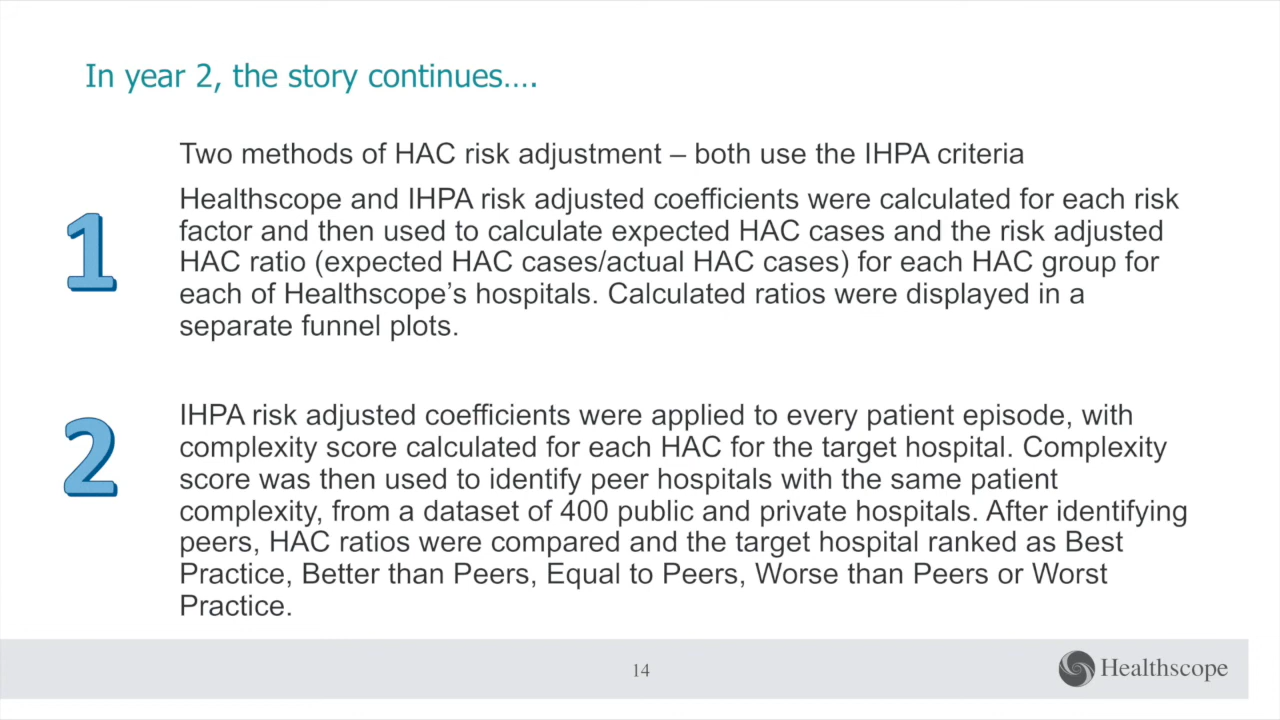 In year 2, the story continues….
Two methods of HAC risk adjustment – both use the IHPA criteria
1
Healthscope and IHPA risk adjusted coefficients were calculated for each risk
factor and then used to calculate expected HAC cases and the risk adjusted
HAC ratio (expected HAC cases/actual HAC cases) for each HAC group for
each of Healthscope’s hospitals. Calculated ratios were displayed in a
separate funnel plots.
2
IHPA risk adjusted coefficients were applied to every patient episode, with
complexity score calculated for each HAC for the target hospital. Complexity
score was then used to identify peer hospitals with the same patient
complexity, from a dataset of 400 public and private hospitals. After identifying
peers, HAC ratios were compared and the target hospital ranked as Best
Practice, Better than Peers, Equal to Peers, Worse than Peers or Worst
Practice.
14
Healthscope